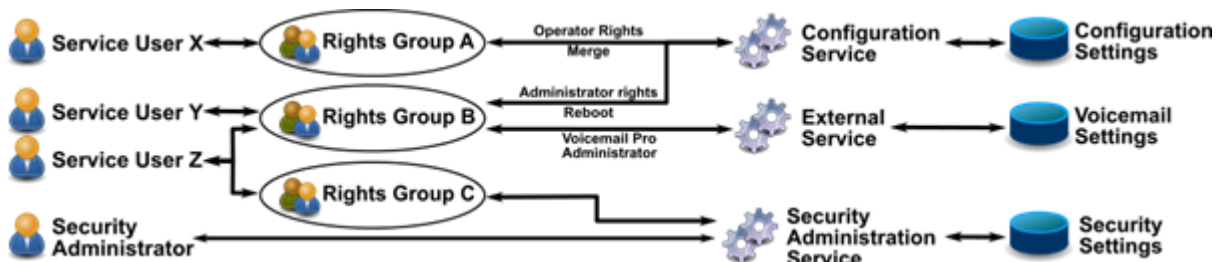 Service User X
Rights Group A
Operator Rights
Merge
Configuration
Service
Configuration
Settings
Service User Y
Rights Group B
Administrator rights
Reboot
Voicemail Pro
Administrator
External
Service
Voicemail
Settings
Service User Z
Rights Group C
Security
Administrator
Security
Administration
Service
Security
Settings